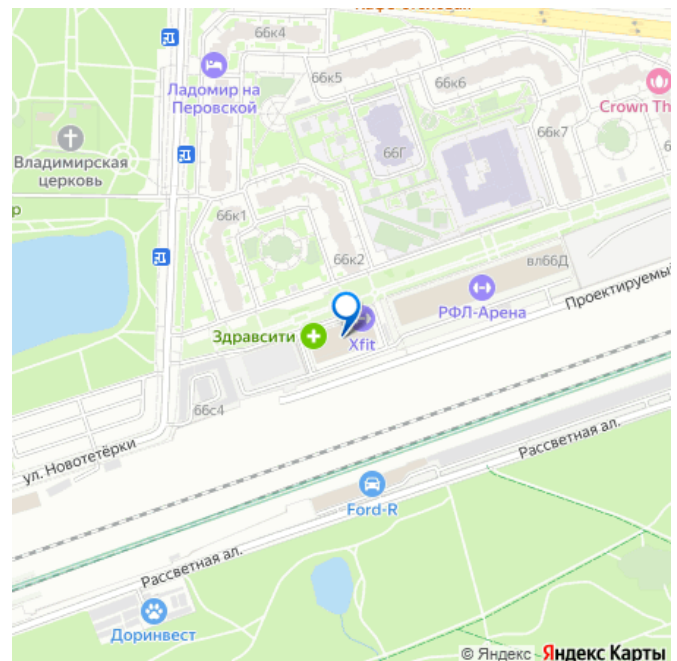 66к4
66к5
66к6
Ладомир на
Перовской
Crown Th
66Г
66к7
Владимирская
церковь
р
66к1
66к2
вл66Д
Проектируемый
РФЛ-Арена
Здравсити
Xfit
66с4
ул. Новотетёрки
Рассветная ал.
Ford-R
Рассветная ал.
Доринвест
© Яндекс Яндекс Карты